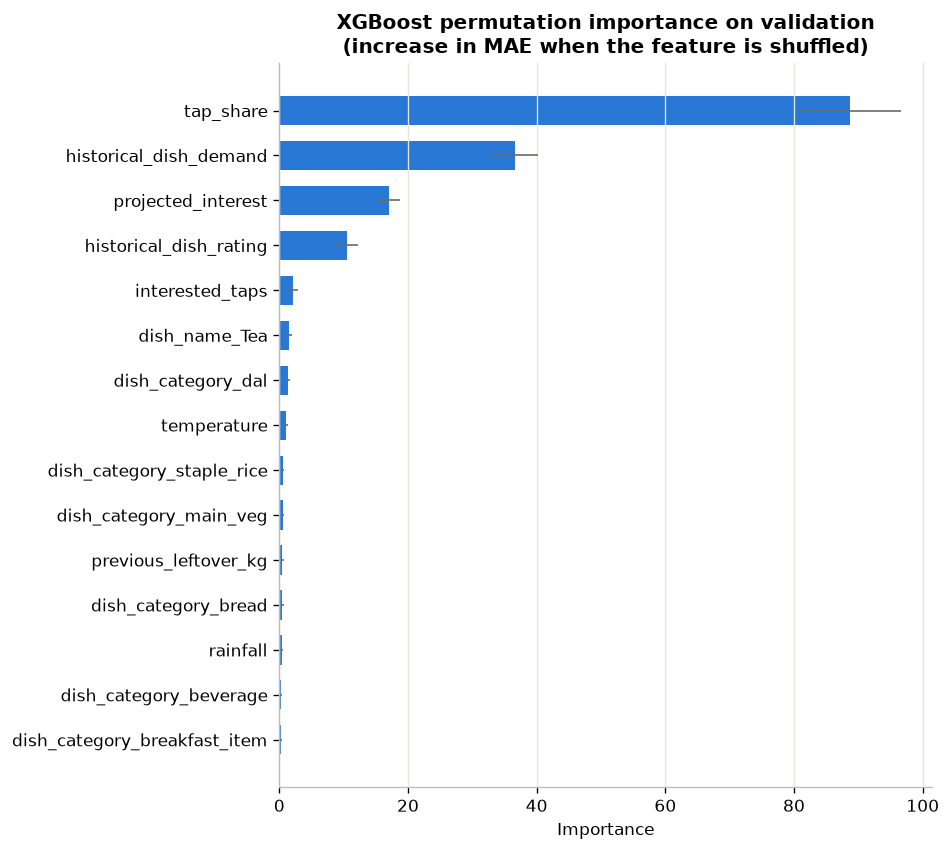 XGBoost permutation importance on validation
(increase in MAE when the feature is shuffled)
tap_share
historical_dish_demand
projected_interest
historical_dish_rating
interested_taps
dish_name_Tea
dish_category_dal
temperature
dish_category_staple_rice
dish_category_main_veg
previous_leftover_kg
dish_category_bread
rainfall
dish_category_beverage
dish_category_breakfast_item
0 20 40 60 80 100
Importance